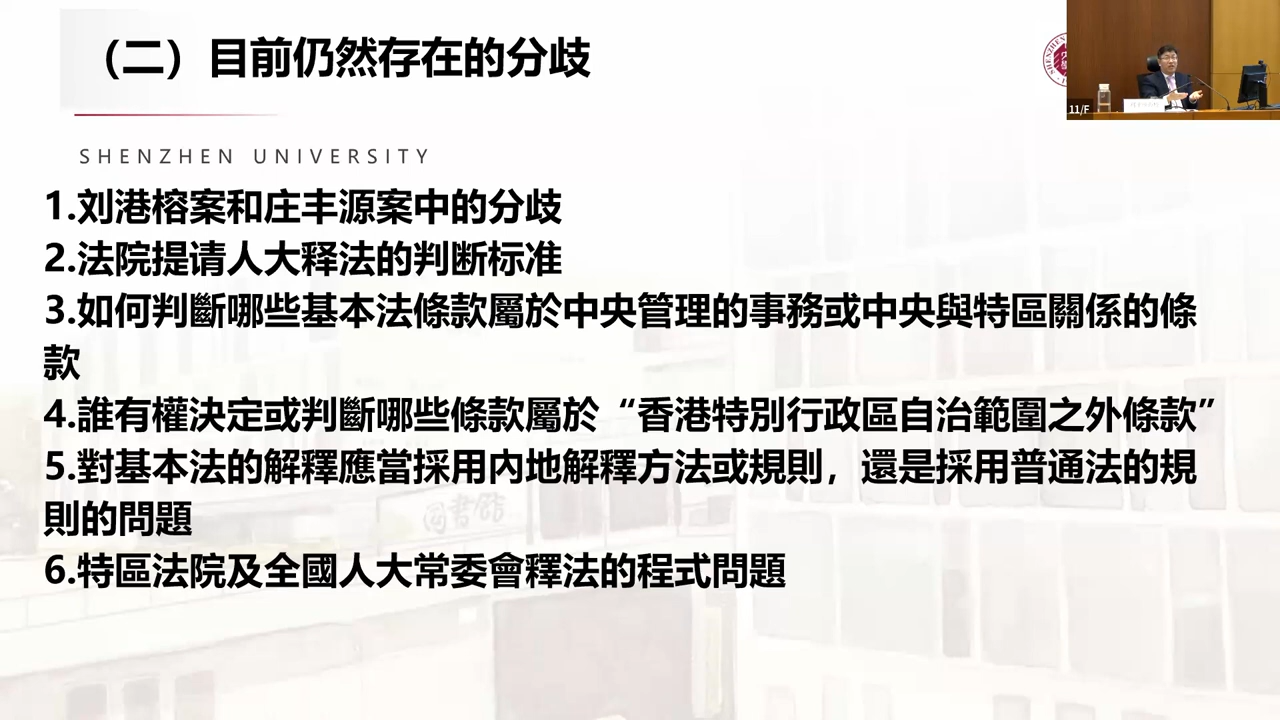 （二）目前仍然存在的分歧
11/F
SHENZHEN UNIVERSITY
1.刘港榕案和庄丰源案中的分歧
2.法院提请人大释法的判断标准
3.如何判斷哪些基本法條款屬於中央管理的事務或中央與特區關係的條
款
4.誰有權決定或判斷哪些條款屬於“香港特別行政區自治範圍之外條款”
5.對基本法的解釋應當採用內地解釋方法或規則，還是採用普通法的規
則的問題
圖書館
6.特區法院及全國人大常委會釋法的程式問題